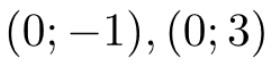 (0; −1), (0; 3)